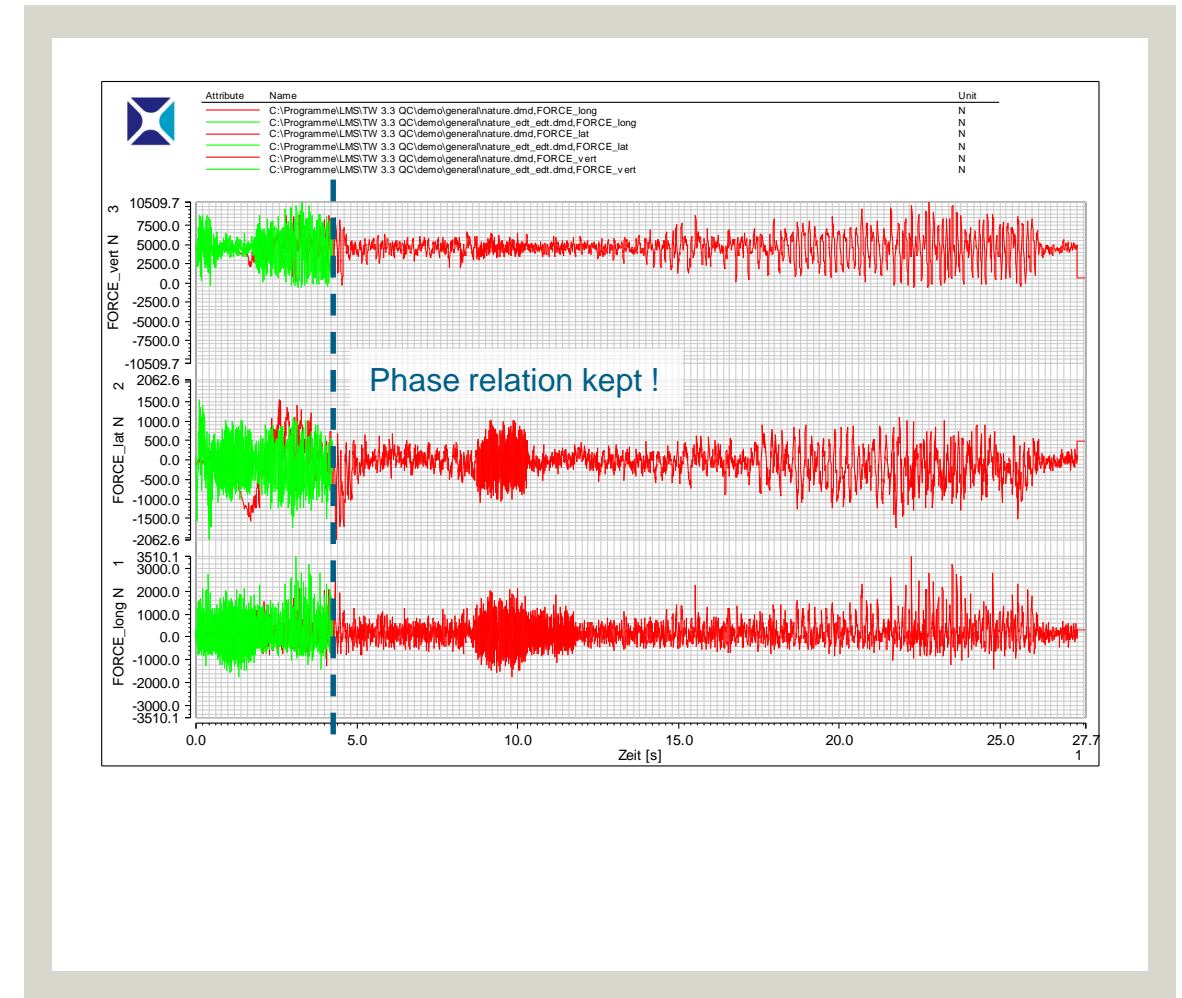 Attribute Name Unit
C:\Programme\LMS\TW 3.3 QC\demo\general\nature.dmd,FORCE_long N
C:\Programme\LMS\TW 3.3 QC\demo\general\nature_edt_edt.dmd,FORCE_long N
C:\Programme\LMS\TW 3.3 QC\demo\general\nature.dmd,FORCE_lat N
C:\Programme\LMS\TW 3.3 QC\demo\general\nature_edt_edt.dmd,FORCE_lat N
C:\Programme\LMS\TW 3.3 QC\demo\general\nature.dmd,FORCE_vert N
C:\Programme\LMS\TW 3.3 QC\demo\general\nature_edt_edt.dmd,FORCE_vert N
FORCE_vert N 3
10509.7
7500.0
5000.0
2500.0
0.0
-2500.0
-5000.0
-7500.0
-10509.7
Phase relation kept !
FORCE_lat N 2
2062.6
1500.0
1000.0
500.0
0.0
-500.0
-1000.0
-1500.0
-2062.6
FORCE_long N 1
3510.1
3000.0
2000.0
1000.0
0.0
-1000.0
-2000.0
-3000.0
-3510.1
0.0 5.0 10.0 15.0 20.0 25.0 27.7
Zeit [s] 1